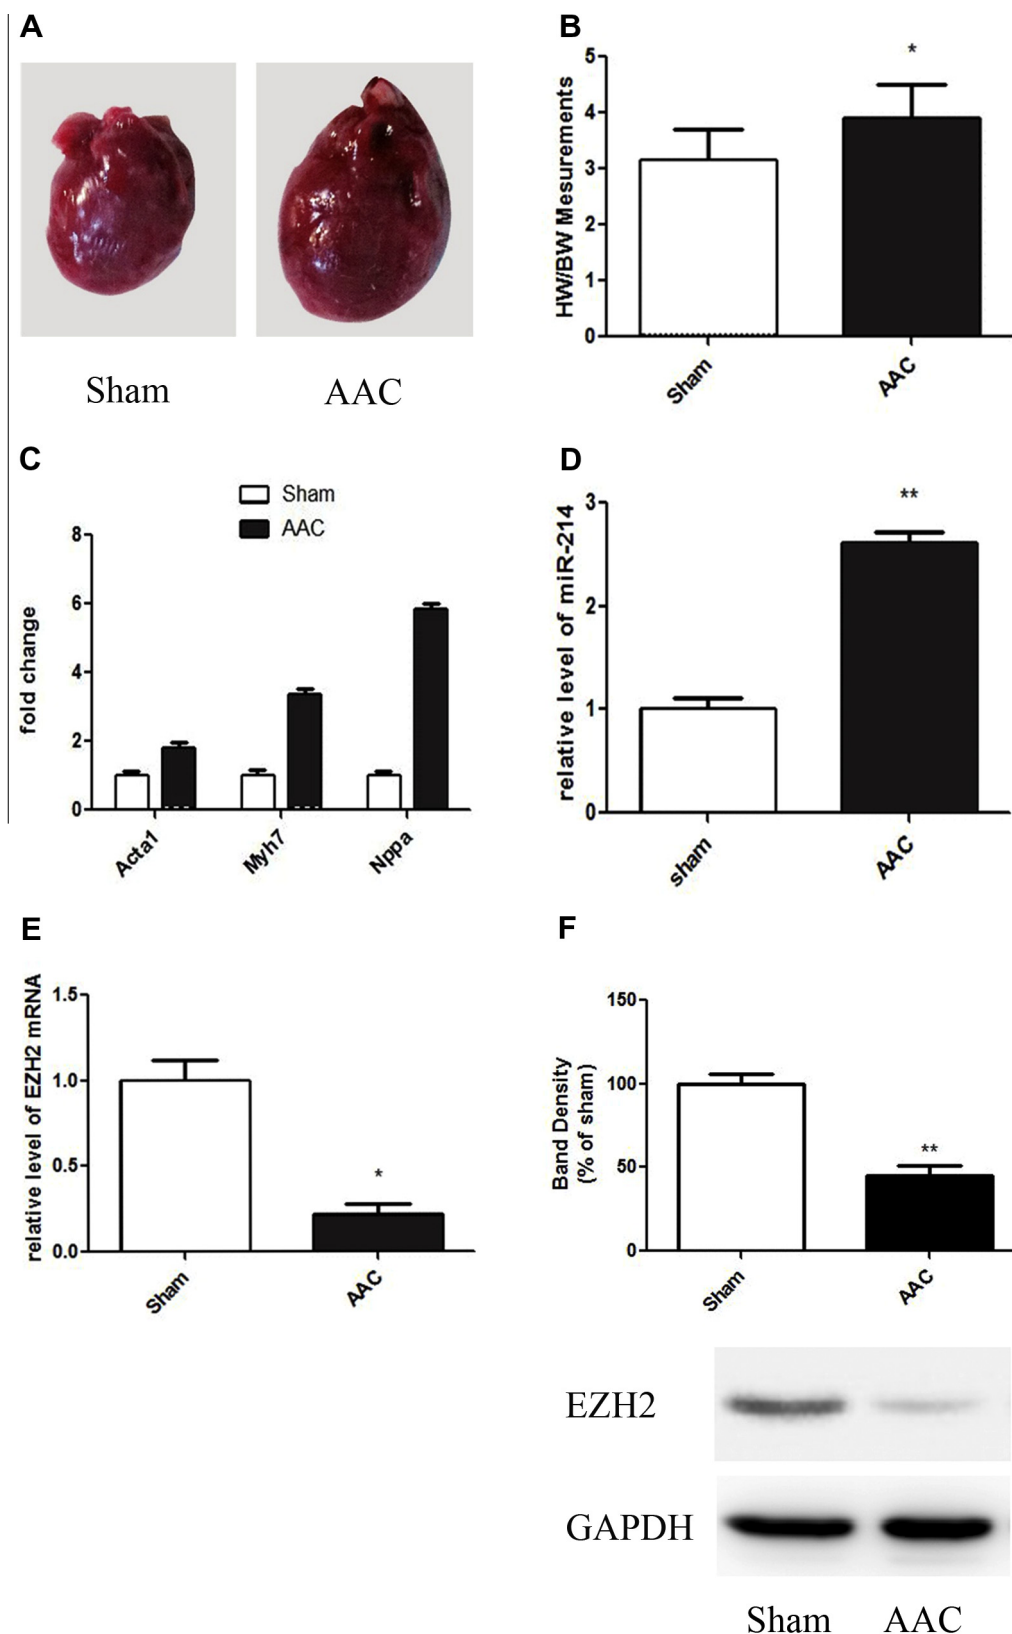 A
Sham
AAC
B
HW/BW Mesurements
5
4
3
2
1
0
*
Sham
AAC
C
Sham
AAC
fold change
8
6
4
2
0
Acta1
Myh7
Nppa
D
relative level of miR-214
3
2
1
0
**
sham
AAC
E
relative level of EZH2 mRNA
1.5
1.0
0.5
0.0
*
Sham
AAC
F
Band Density
(% of sham)
150
100
50
0
**
Sham
AAC
EZH2
GAPDH
Sham
AAC